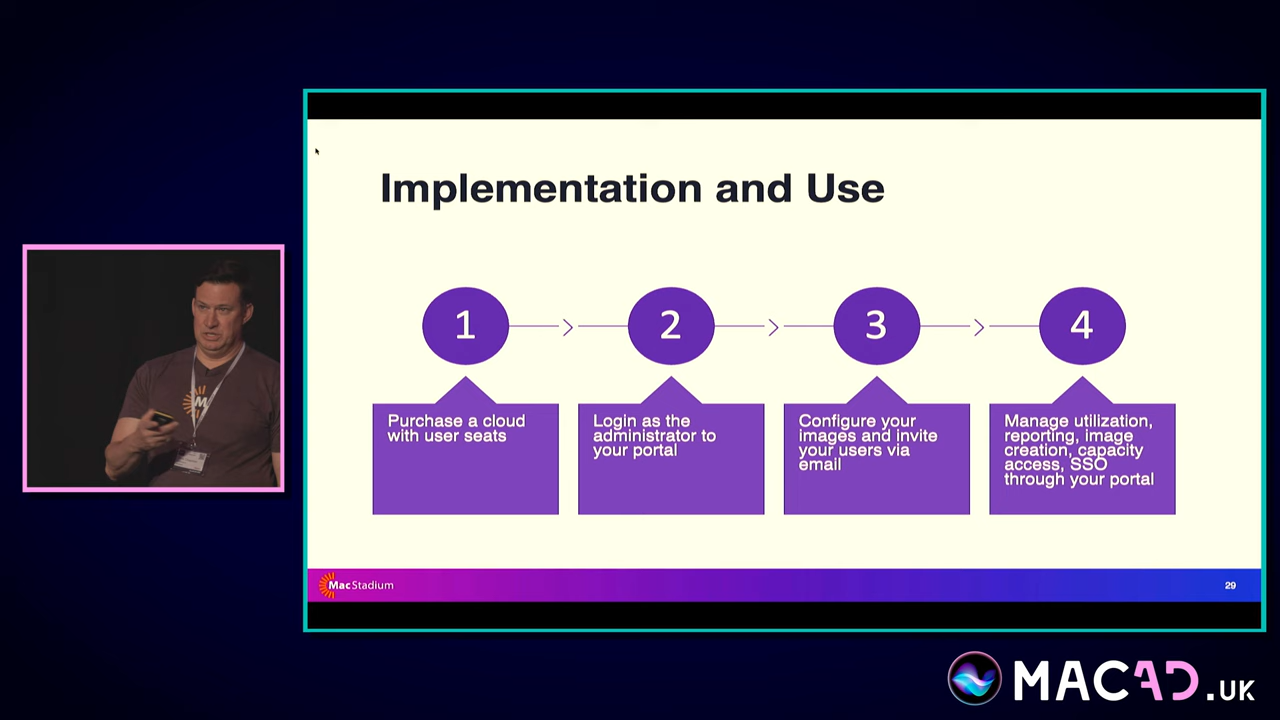 Implementation and Use
1
2
3
4
Purchase a cloud
with user seats
Login as the
administrator to
your portal
Configure your
images and invite
your users via
email
Manage utilization,
reporting, image
creation, capacity
access, SSO
through your portal
M
MacStadium
29
MACAD.UK